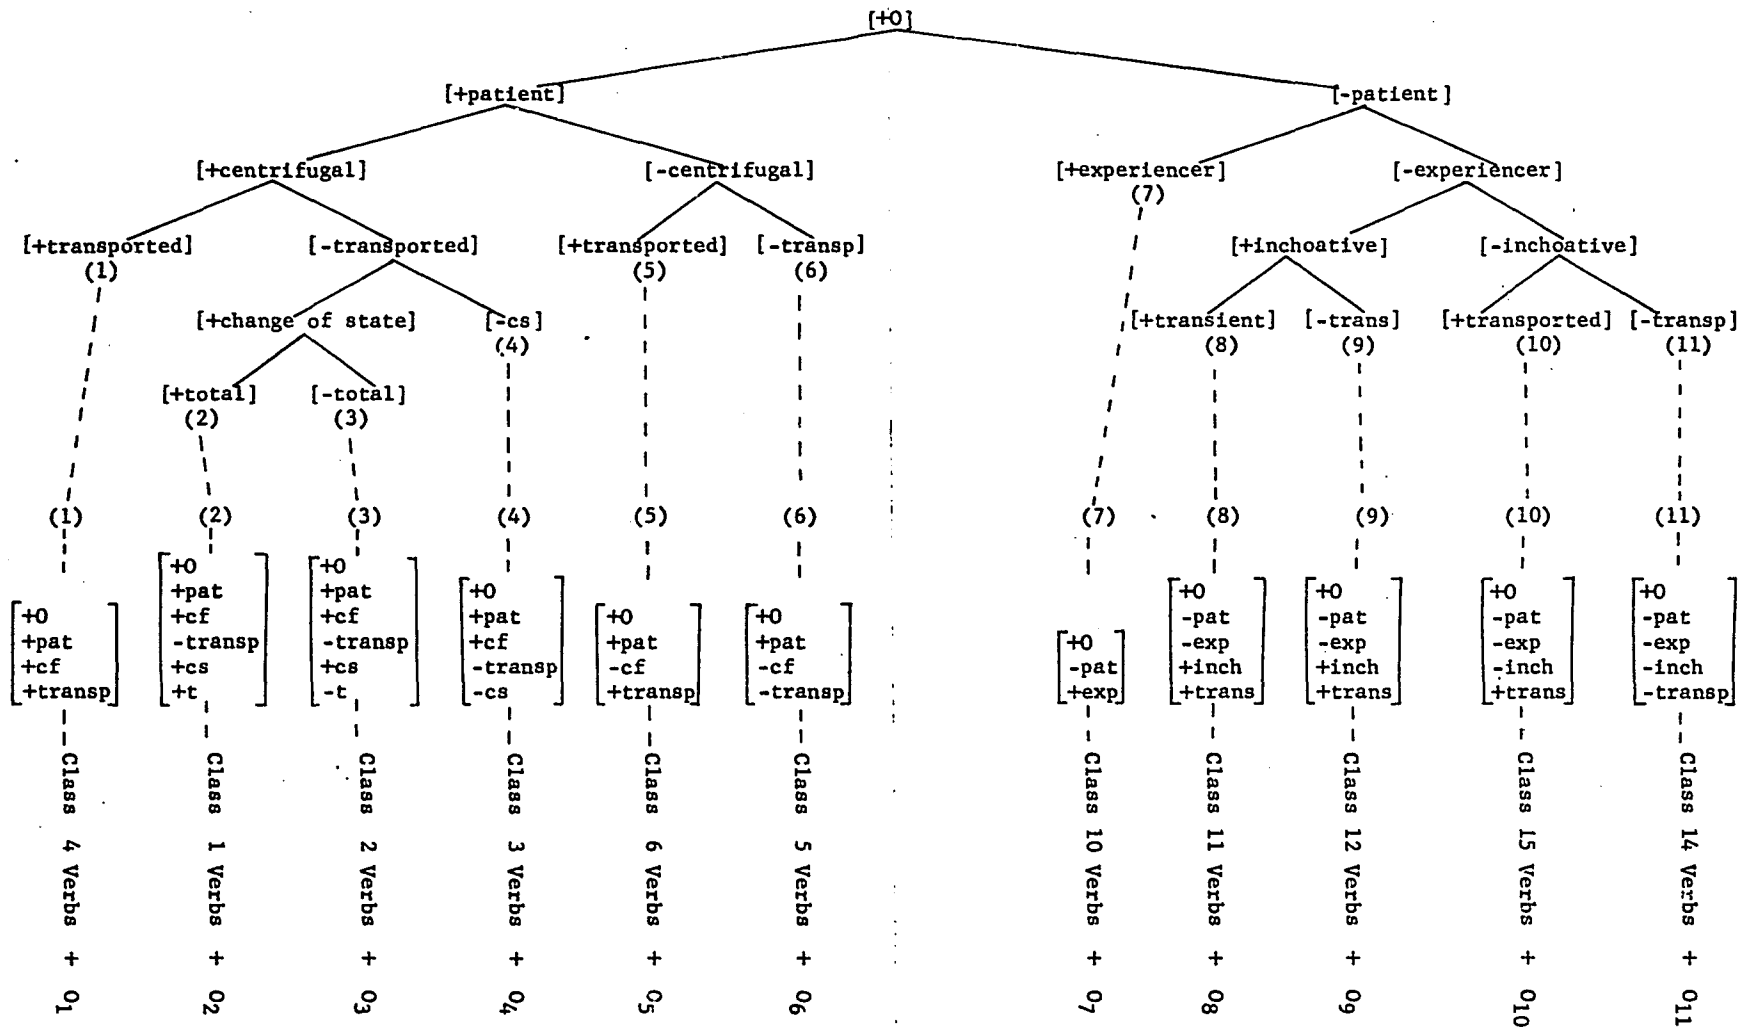 [+O]
[+patient] [-patient]
[+centrifugal] [-centrifugal] [+experiencer] [-experiencer]
(7)
[+transported] [-transported] [+transported] [-transp] [+inchoative] [-inchoative]
(1) (5) (6)
[+change of state] [-cs] [+transient] [-trans] [+transported] [-transp]
(4) (8) (9) (10) (11)
[+total] [-total]
(2) (3)
(1) (2) (3) (4) (5) (6) (7) (8) (9) (10) (11)
+O
+pat
+cf
+transp
+O
+pat
+cf
-transp
+cs
+t
+O
+pat
+cf
-transp
+cs
-t
+O
+pat
+cf
-transp
-cs
+O
+pat
-cf
+transp
+O
+pat
-cf
-transp
+O
-pat
+exp
+O
-pat
-exp
+inch
+trans
+O
-pat
-exp
+inch
+trans
+O
-pat
-exp
-inch
+trans
+O
-pat
-exp
-inch
-transp
Class 4 Verbs + O1
Class 1 Verbs + O2
Class 2 Verbs + O3
Class 3 Verbs + O4
Class 6 Verbs + O5
Class 5 Verbs + O6
Class 10 Verbs + O7
Class 11 Verbs + O8
Class 12 Verbs + O9
Class 15 Verbs + O10
Class 14 Verbs + O11